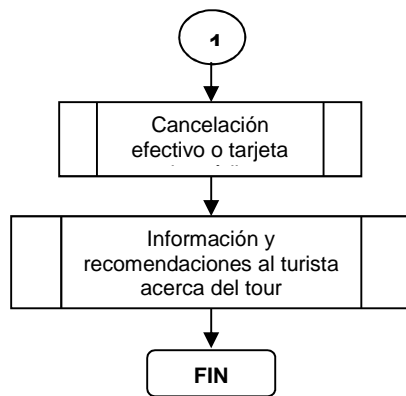 1
Cancelación
efectivo o tarjeta
Información y
recomendaciones al turista
acerca del tour
FIN